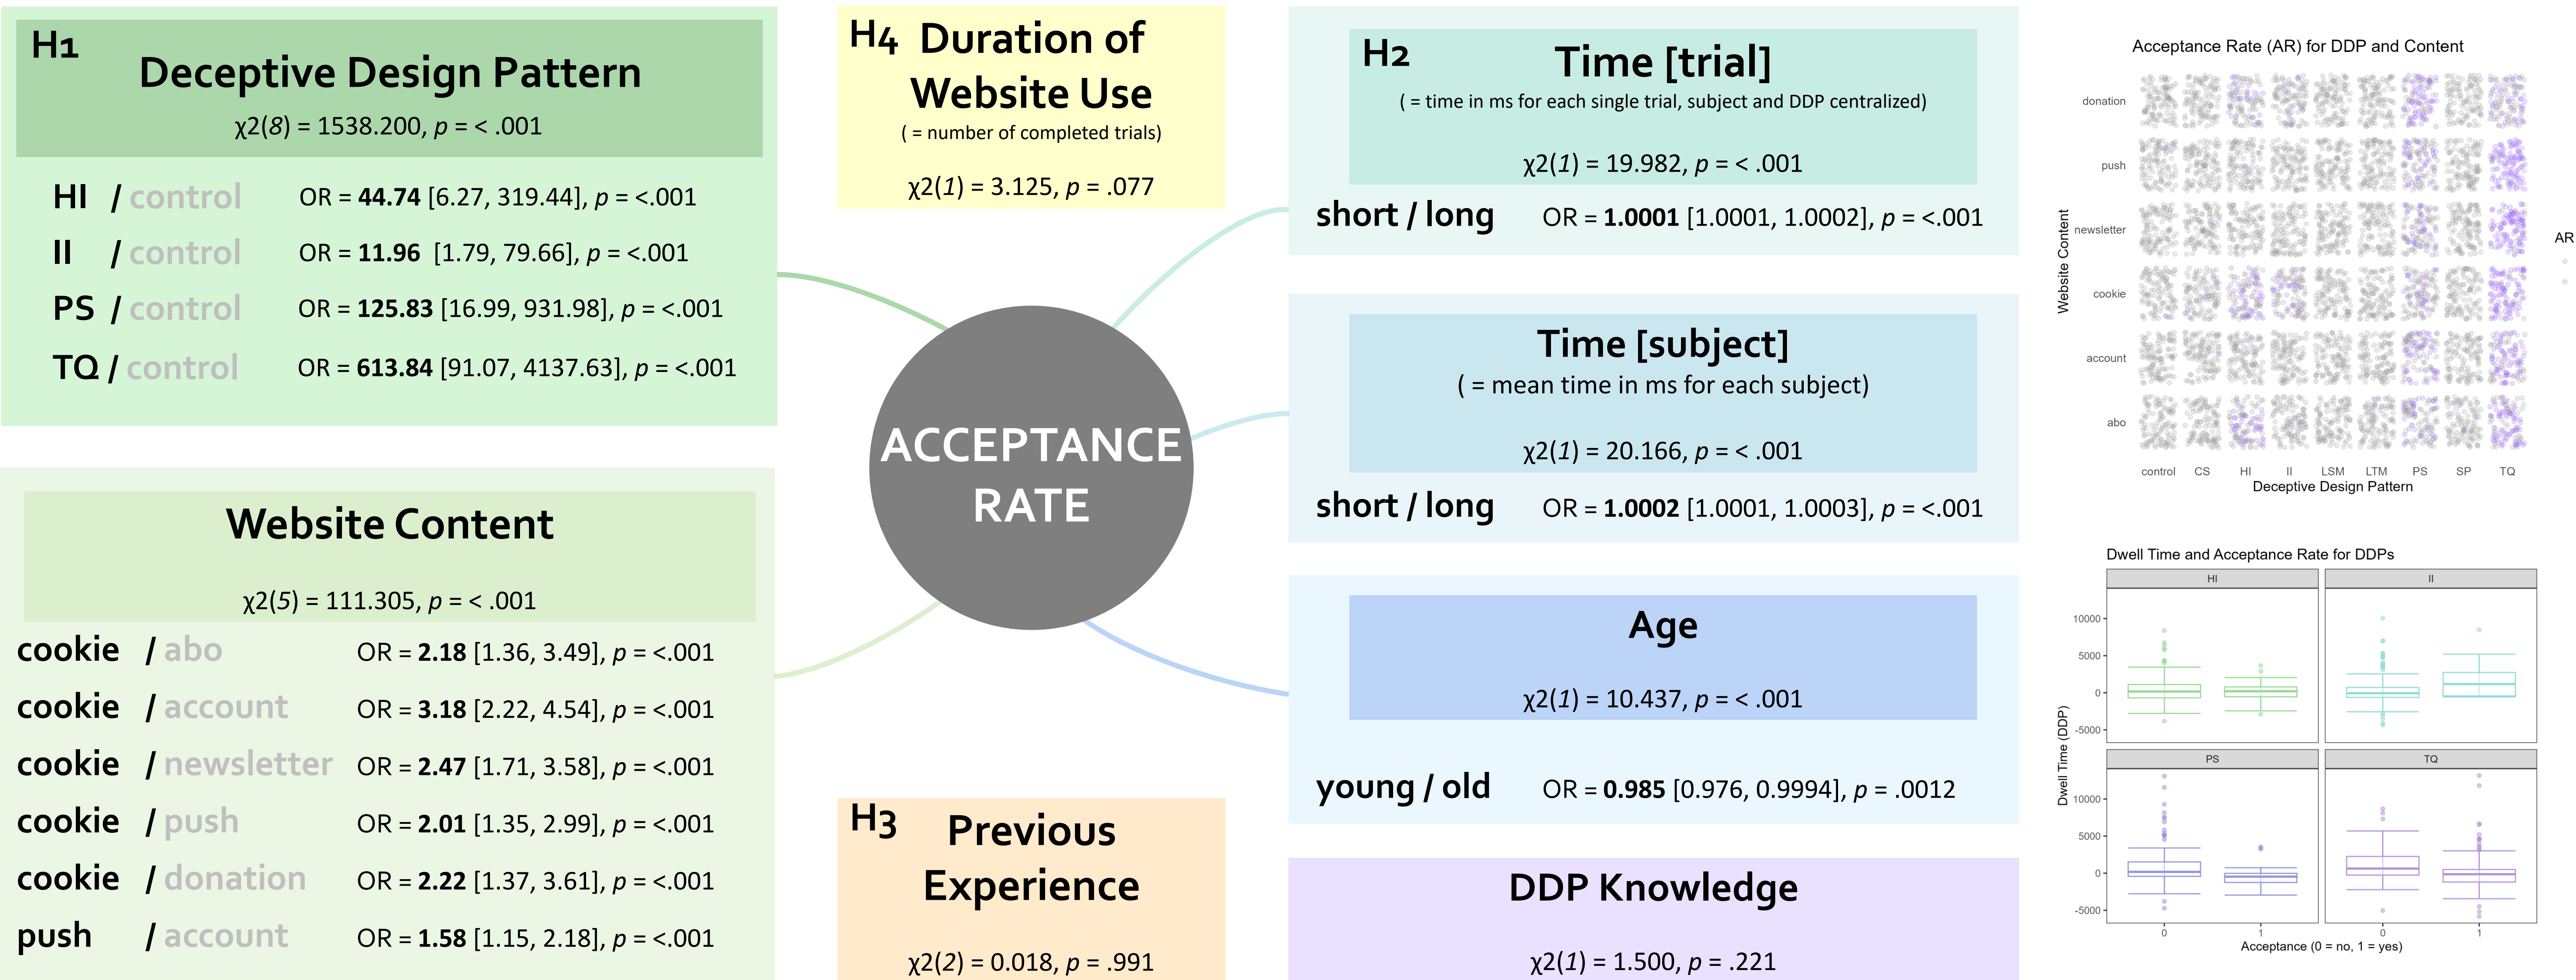 H1
Deceptive Design Pattern
χ2(8) = 1538.200, p = < .001
HI / control OR = 44.74 [6.27, 319.44], p = <.001
II / control OR = 11.96 [1.79, 79.66], p = <.001
PS / control OR = 125.83 [16.99, 931.98], p = <.001
TQ / control OR = 613.84 [91.07, 4137.63], p = <.001
Website Content
χ2(5) = 111.305, p = < .001
cookie / abo OR = 2.18 [1.36, 3.49], p = <.001
cookie / account OR = 3.18 [2.22, 4.54], p = <.001
cookie / newsletter OR = 2.47 [1.71, 3.58], p = <.001
cookie / push OR = 2.01 [1.35, 2.99], p = <.001
cookie / donation OR = 2.22 [1.37, 3.61], p = <.001
push / account OR = 1.58 [1.15, 2.18], p = <.001
H4 Duration of
Website Use
( = number of completed trials)
χ2(1) = 3.125, p = .077
ACCEPTANCE
RATE
H3 Previous
Experience
χ2(2) = 0.018, p = .991
H2
Time [trial]
( = time in ms for each single trial, subject and DDP centralized)
χ2(1) = 19.982, p = < .001
short / long OR = 1.0001 [1.0001, 1.0002], p = <.001
Time [subject]
( = mean time in ms for each subject)
χ2(1) = 20.166, p = < .001
short / long OR = 1.0002 [1.0001, 1.0003], p = <.001
Age
χ2(1) = 10.437, p = < .001
young / old OR = 0.985 [0.976, 0.9994], p = .0012
DDP Knowledge
χ2(1) = 1.500, p = .221
Acceptance Rate (AR) for DDP and Content
Website Content
donation
push
newsletter
cookie
account
abo
control CS HI II LSM LTM PS SP TQ
Deceptive Design Pattern
AR
Dwell Time and Acceptance Rate for DDPs
Dwell Time (DDP)
HI II
10000
5000
0
-5000
PS TQ
10000
5000
0
-5000
0 1 0 1
Acceptance (0 = no, 1 = yes)